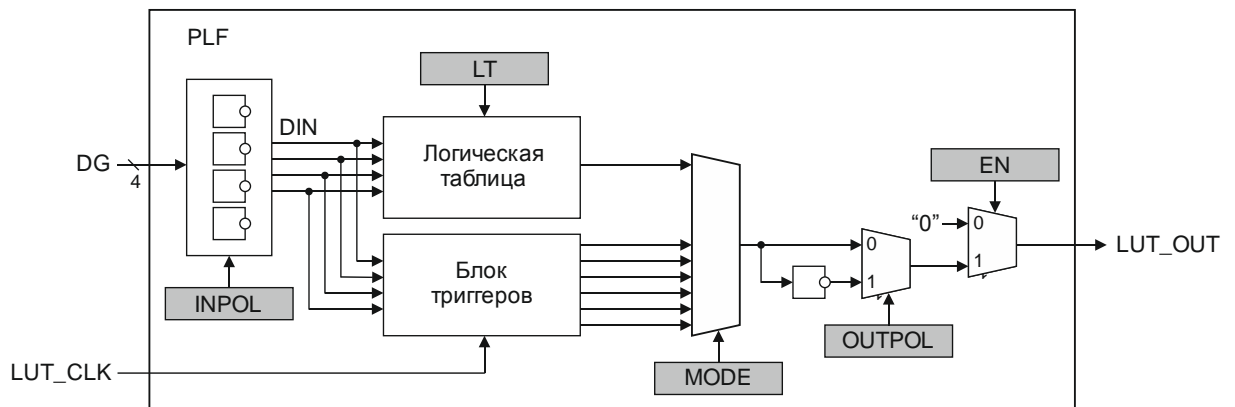 PLF
LT
DIN
DG
4
Логическая
таблица
EN
“0”
0
1
LUT_OUT
0
1
Блок
триггеров
INPOL
OUTPOL
LUT_CLK
MODE